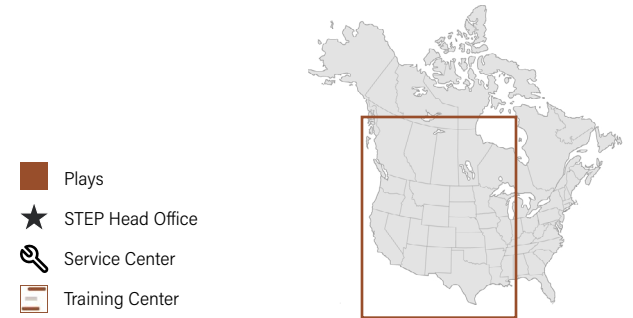 Plays
STEP Head Office
Service Center
Training Center